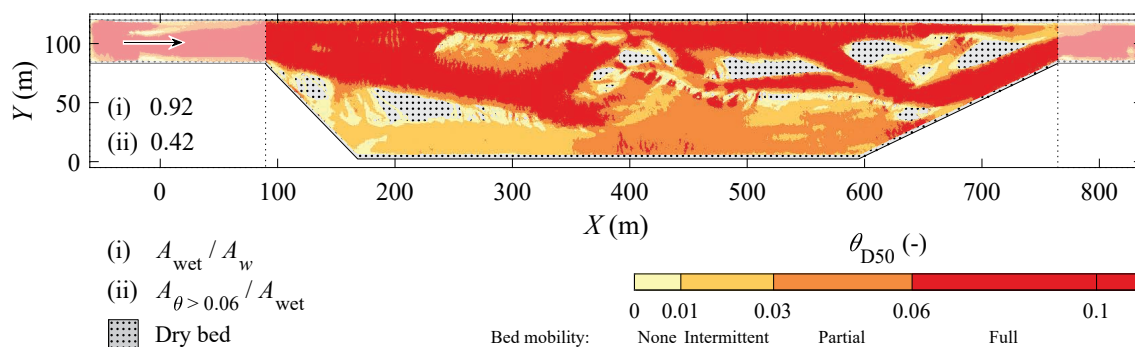 Y (m)
100
50
0
(i) 0.92
(ii) 0.42
0 100 200 300 400 500 600 700 800
X (m)
(i) A_wet / A_w
(ii) A_θ > 0.06 / A_wet
Dry bed
θ_D50 (-)
0 0.01 0.03 0.06 0.1
Bed mobility: None Intermittent Partial Full